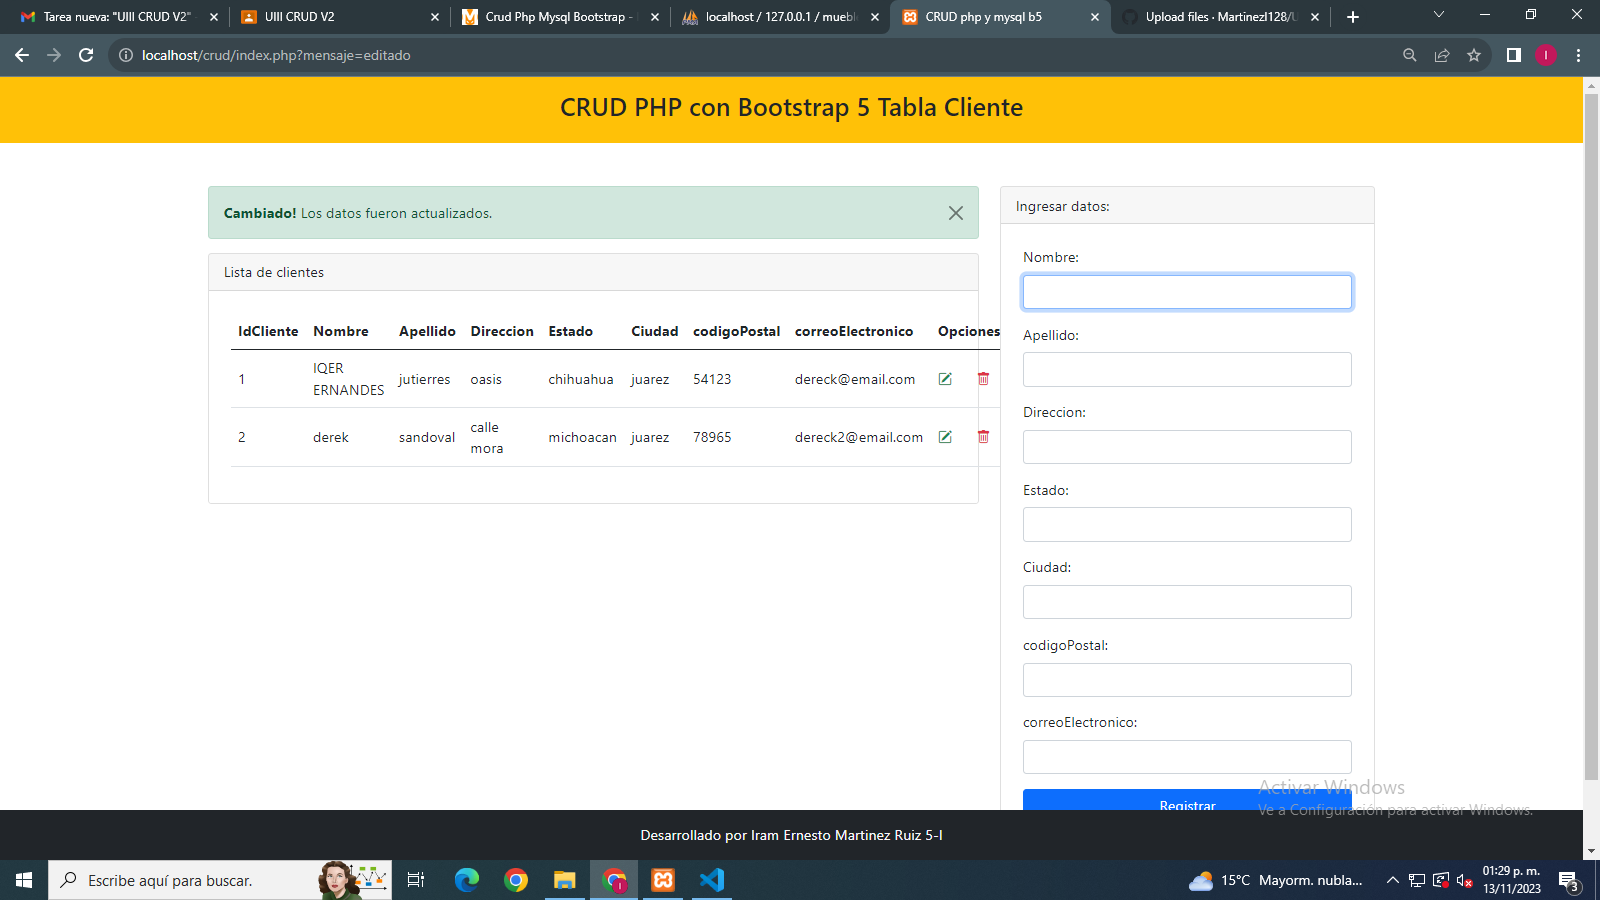 Tarea nueva: "UIII CRUD V2"
UIII CRUD V2
Crud Php Mysql Bootstrap -
localhost / 127.0.0.1 / muebl
CRUD php y mysql b5
Upload files · MartinezI128/U
localhost/crud/index.php?mensaje=editado
I
CRUD PHP con Bootstrap 5 Tabla Cliente
Cambiado! Los datos fueron actualizados.
Lista de clientes
IdCliente Nombre Apellido Direccion Estado Ciudad codigoPostal correoElectronico Opciones
1 IQER ERNANDES jutierres oasis chihuahua juarez 54123 dereck@email.com
2 derek sandoval calle mora michoacan juarez 78965 dereck2@email.com
Ingresar datos:
Nombre:
Apellido:
Direccion:
Estado:
Ciudad:
codigoPostal:
correoElectronico:
Registrar
Activar Windows
Ve a Configuración para activar Windows.
Desarrollado por Iram Ernesto Martinez Ruiz 5-I
Escribe aquí para buscar.
15°C Mayorm. nubla...
01:29 p. m.
13/11/2023
3